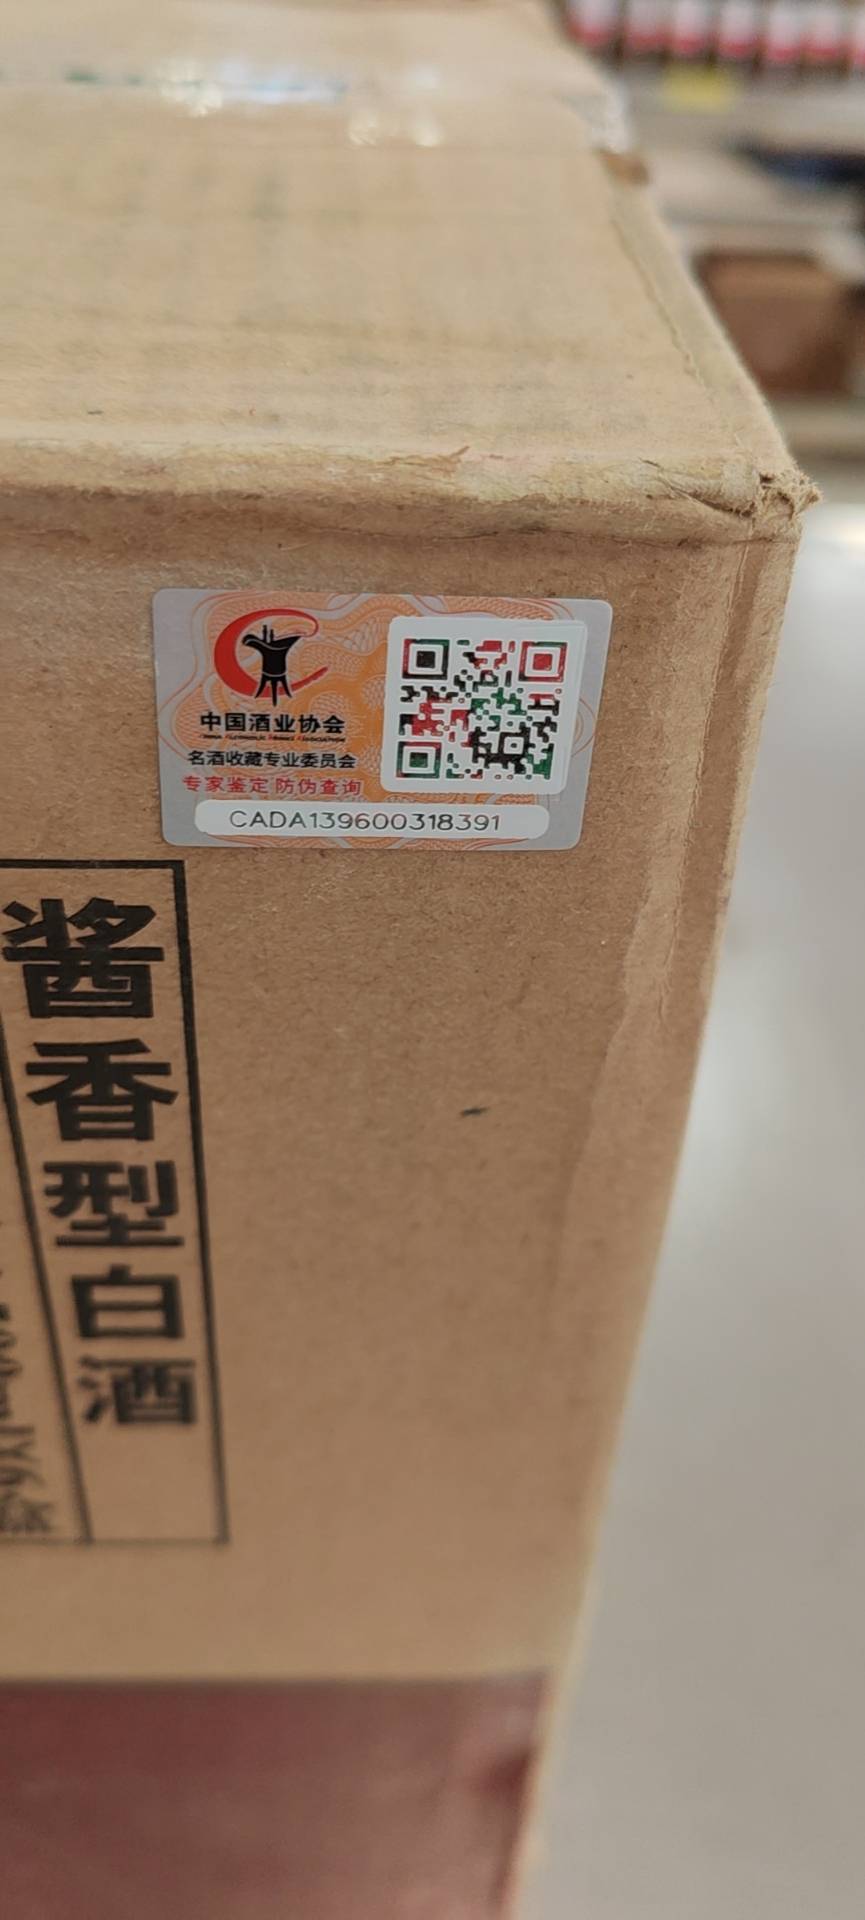 中国酒业协会
名酒收藏专业委员会
专家鉴定 防伪查询
CADA139600318391
酱香型白酒